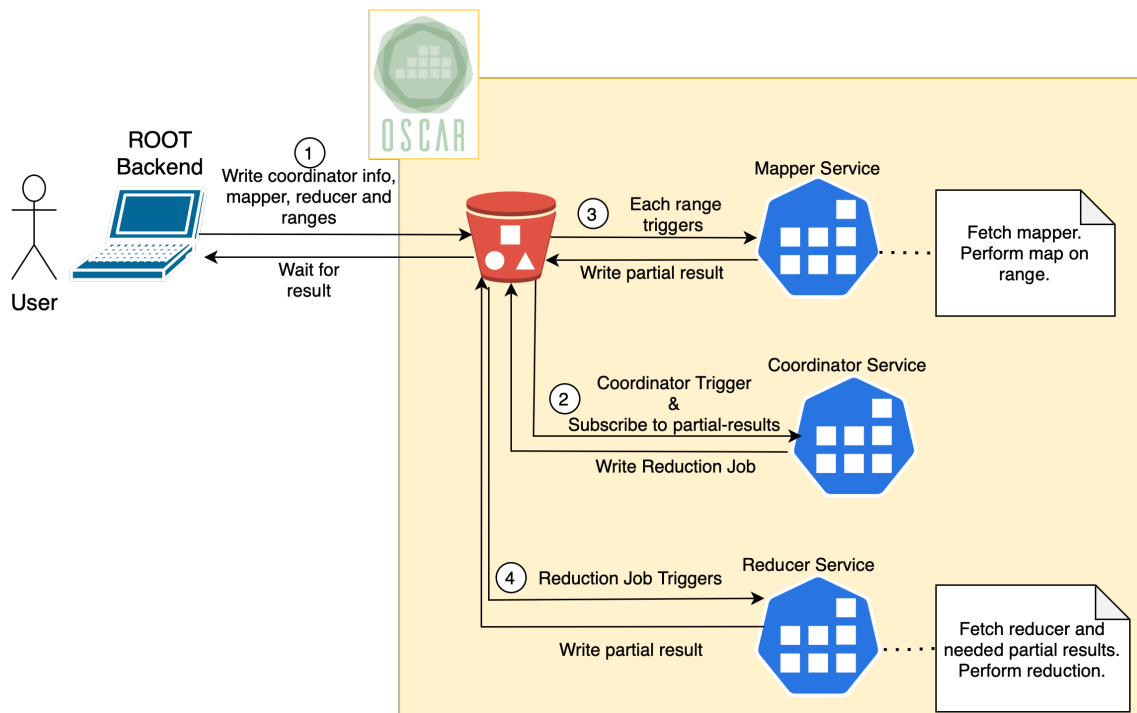 OSCAR
ROOT
Backend
User
1
Write coordinator info,
mapper, reducer and
ranges
Wait for
result
3
Each range
triggers
Write partial result
Mapper Service
Fetch mapper.
Perform map on
range.
2
Coordinator Trigger
&
Subscribe to partial-results
Write Reduction Job
Coordinator Service
4
Reduction Job Triggers
Write partial result
Reducer Service
Fetch reducer and
needed partial results.
Perform reduction.